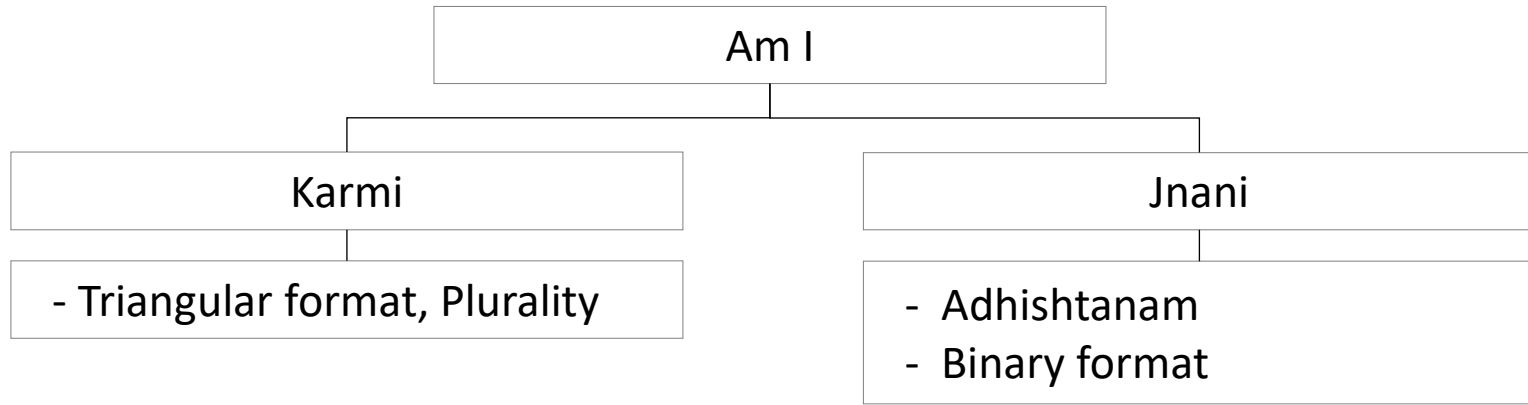 Am I
Karmi
Jnani
- Triangular format, Plurality
- Adhishtanam
- Binary format